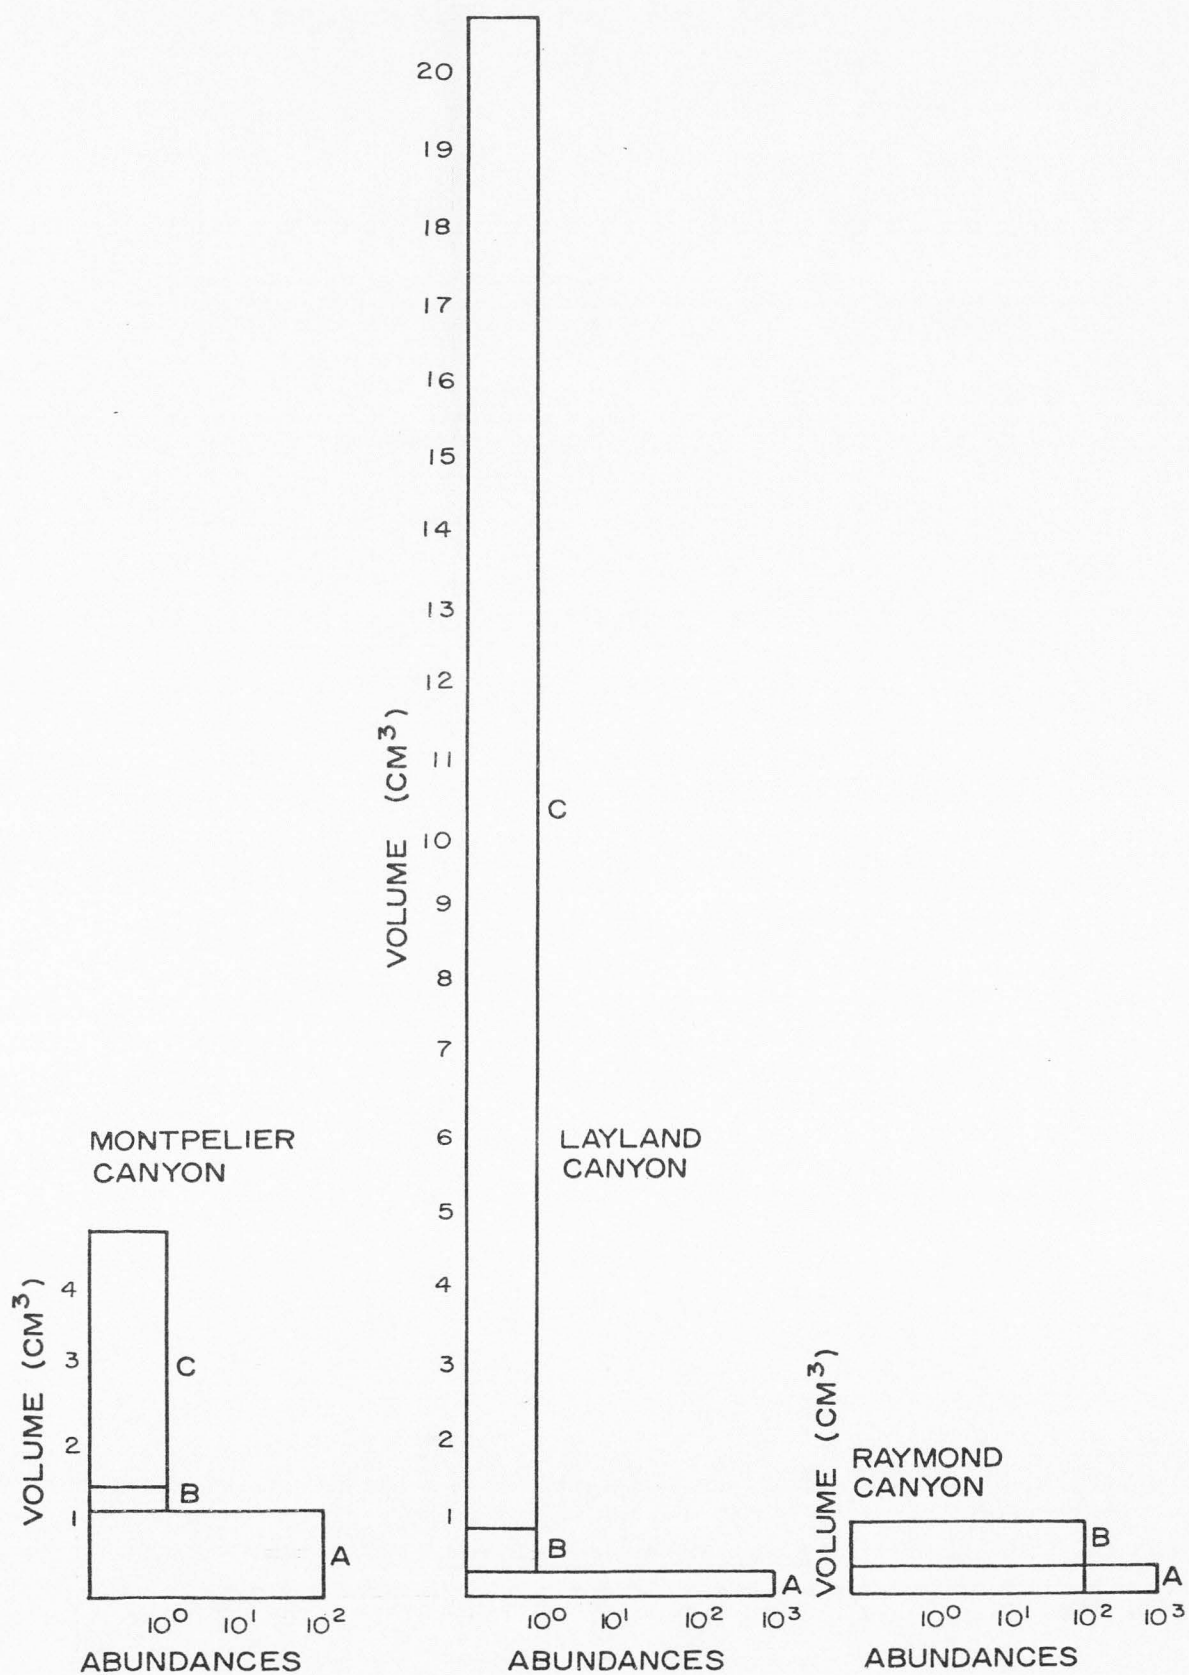 MONTPELIER
CANYON
VOLUME (CM³)
4
3
2
1
C
B
A
10⁰ 10¹ 10²
ABUNDANCES
LAYLAND
CANYON
VOLUME (CM³)
20
19
18
17
16
15
14
13
12
11
10
9
8
7
6
5
4
3
2
1
C
B
A
10⁰ 10¹ 10² 10³
ABUNDANCES
RAYMOND
CANYON
VOLUME (CM³)
B
A
10⁰ 10¹ 10² 10³
ABUNDANCES